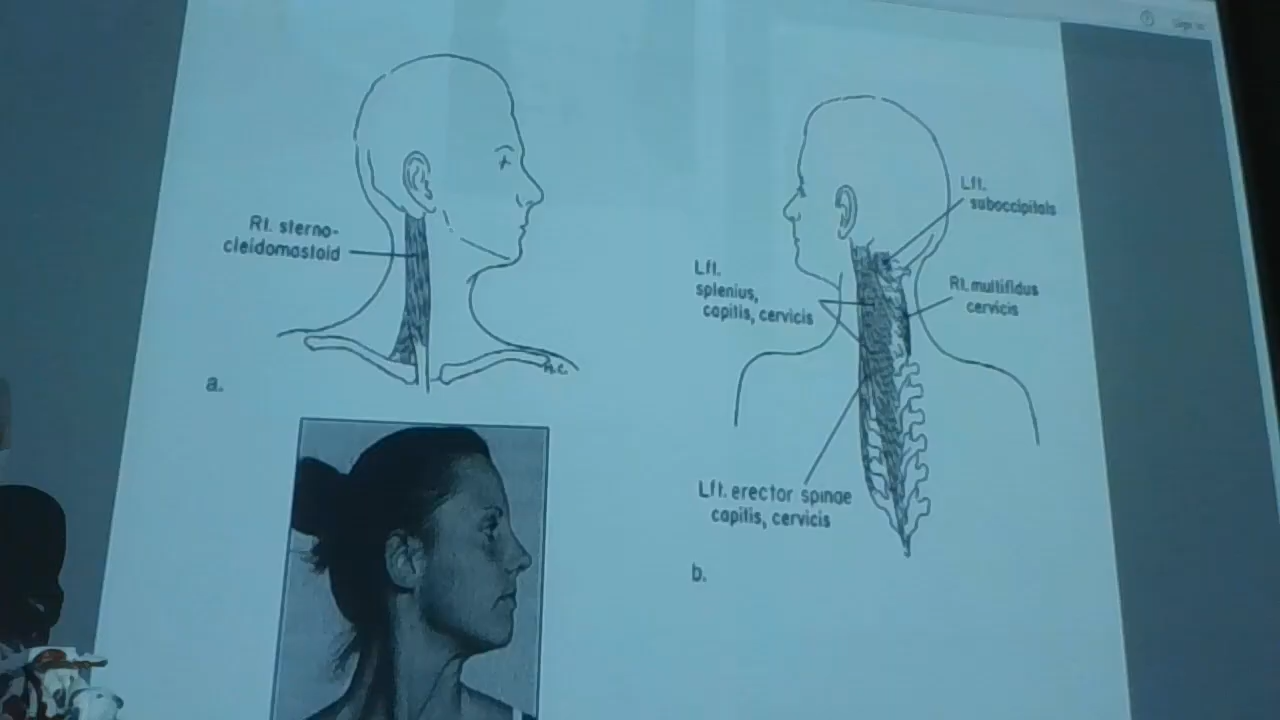 Rt. sterno-
cleidomastoid
A.C.
a.
Lft.
suboccipitals
Lft.
splenius,
capitis, cervicis
Rt. multifidus
cervicis
Lft. erector spinae
capitis, cervicis
b.